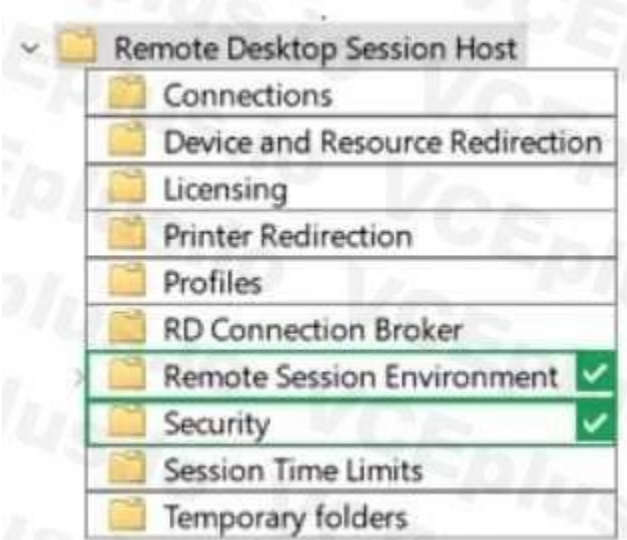 Remote Desktop Session Host
Connections
Device and Resource Redirection
Licensing
Printer Redirection
Profiles
RD Connection Broker
Remote Session Environment
Security
Session Time Limits
Temporary folders